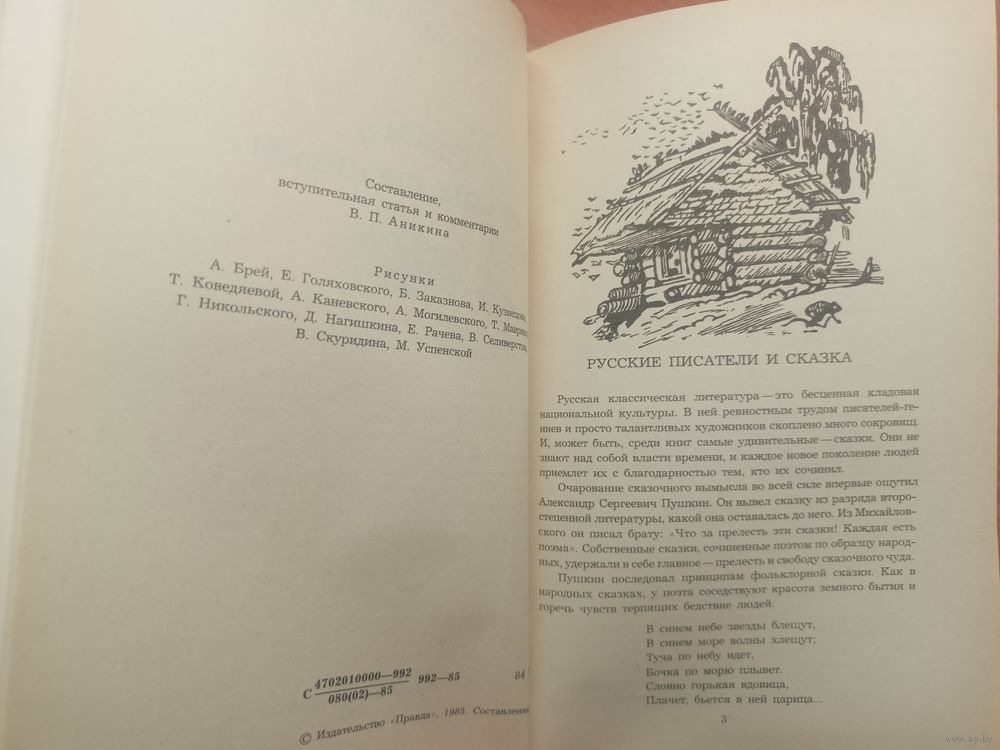 Составление,
вступительная статья и комментарии
В. П. Аникина
Рисунки
А. Брей, Е. Голяховского, Б. Заказнова, И. Кузнецова,
Т. Коведяевой, А. Каневского, А. Могилевского, Т. Маврин
Г. Никольского, Д. Нагишкина, Е. Рачева, В. Селиверстова,
В. Скуридина, М. Успенской
С 4702010000—992 992—85 84
080(02)—85
© Издательство «Правда», 1985. Составление
РУССКИЕ ПИСАТЕЛИ И СКАЗКА
Русская классическая литература — это бесценная кладовая
национальной культуры. В ней ревностным трудом писателей-ге-
ниев и просто талантливых художников скоплено много сокровищ.
И, может быть, среди книг самые удивительные — сказки. Они не
знают над собой власти времени, и каждое новое поколение людей
приемлет их с благодарностью тем, кто их сочинил.
Очарование сказочного вымысла во всей силе впервые ощутил
Александр Сергеевич Пушкин. Он вывел сказку из разряда второ-
степенной литературы, какой она оставалась до него. Из Михайлов-
ского он писал брату: «Что за прелесть эти сказки! Каждая есть
поэма». Собственные сказки, сочиненные поэтом по образцу народ-
ных, удержали в себе главное — прелесть и свободу сказочного чуда.
Пушкин последовал принципам фольклорной сказки. Как в
народных сказках, у поэта соседствуют красота земного бытия и
горечь чувств терпящих бедствие людей.
В синем небе звезды блещут,
В синем море волны хлещут;
Туча по небу идет,
Бочка по морю плывет.
Словно горькая вдовица,
Плачет, бьется в ней царица...
3
www.ay.by